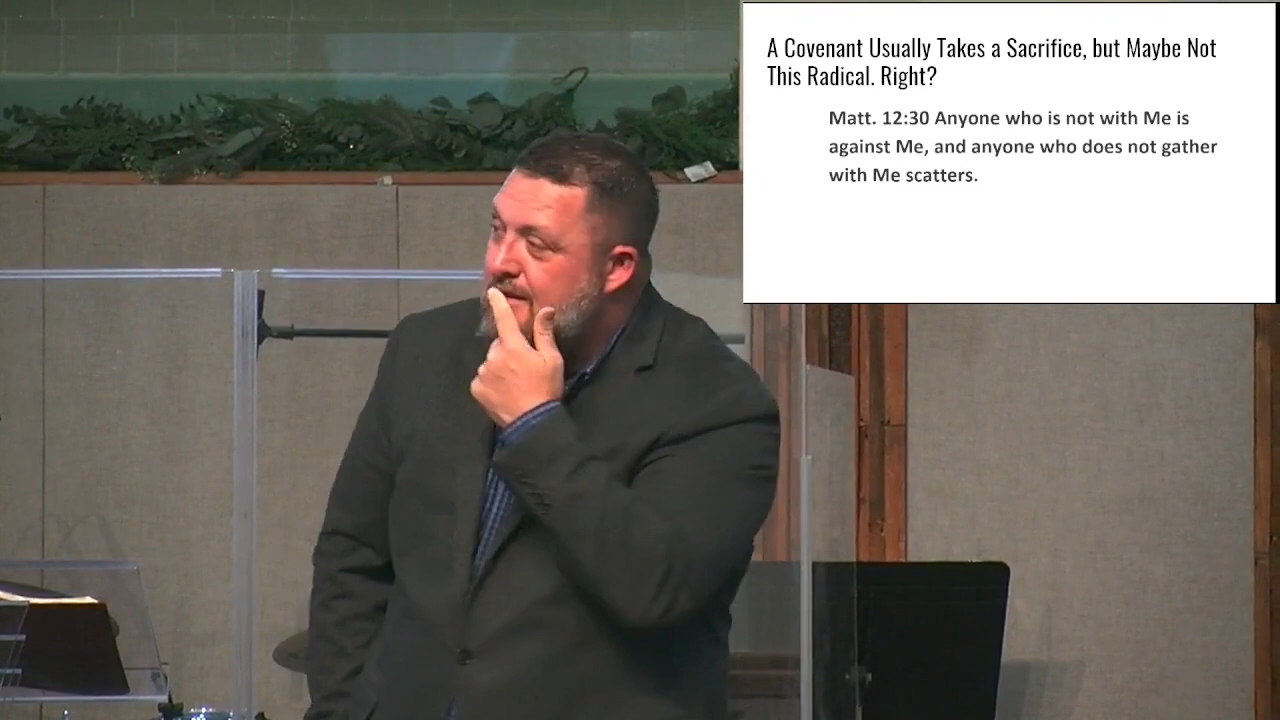 A Covenant Usually Takes a Sacrifice, but Maybe Not
This Radical. Right?
Matt. 12:30 Anyone who is not with Me is
against Me, and anyone who does not gather
with Me scatters.